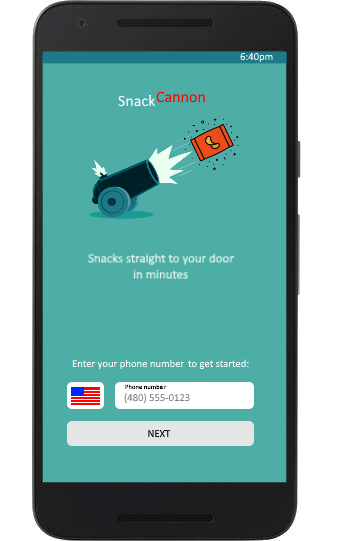 6:40pm
SnackCannon
Snacks straight to your door
in minutes
Enter your phone number to get started:
Phone number
(480) 555-0123
NEXT